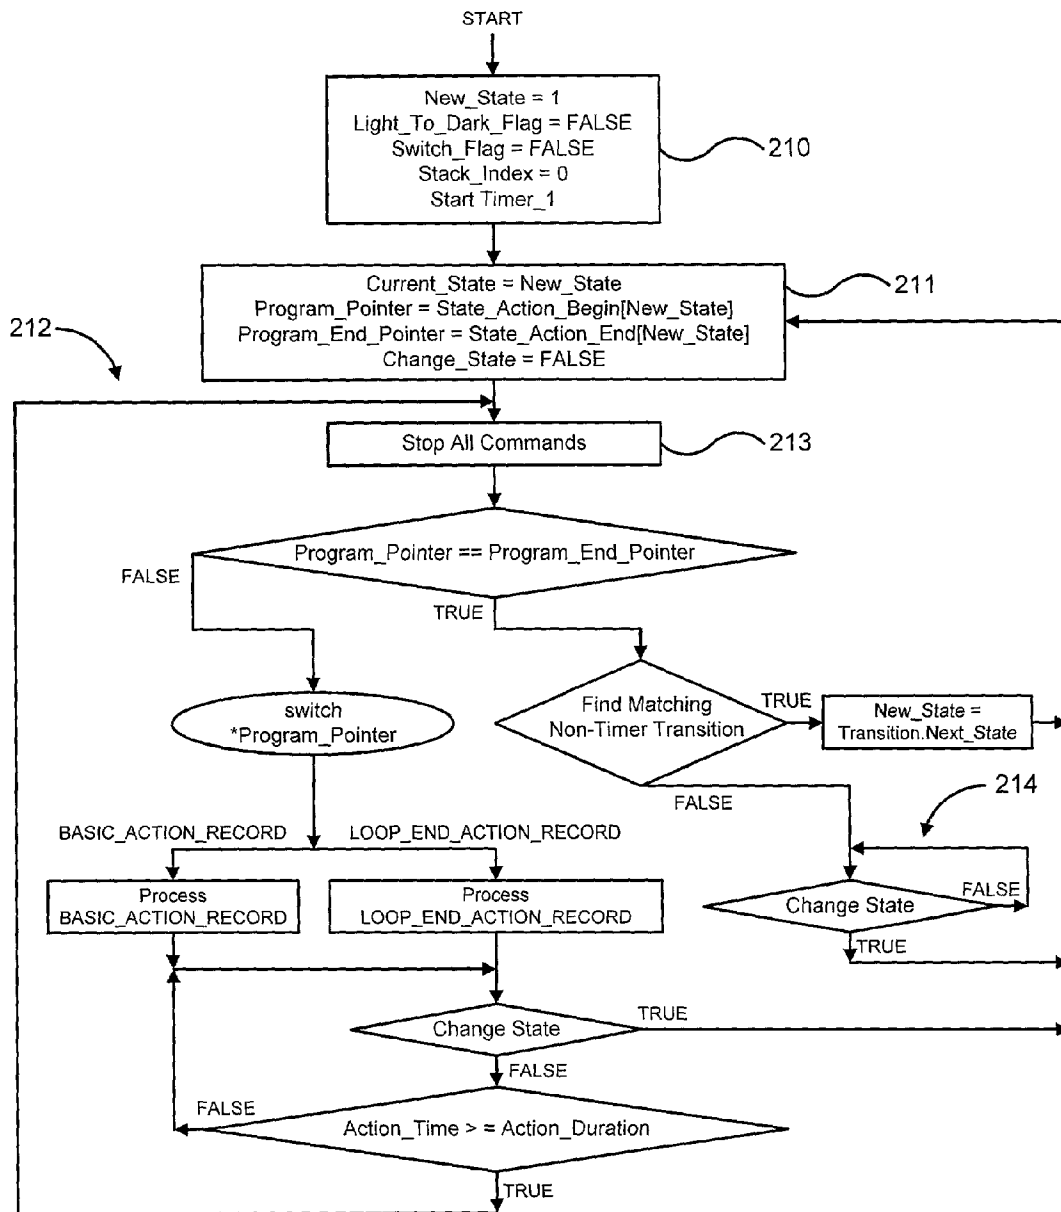 START
New_State = 1
Light_To_Dark_Flag = FALSE
Switch_Flag = FALSE
Stack_Index = 0
Start Timer_1
210
Current_State = New_State
Program_Pointer = State_Action_Begin[New_State]
Program_End_Pointer = State_Action_End[New_State]
Change_State = FALSE
211
212
Stop All Commands
213
Program_Pointer == Program_End_Pointer
FALSE
TRUE
switch
*Program_Pointer
Find Matching
Non-Timer Transition
TRUE
New_State =
Transition.Next_State
FALSE
214
BASIC_ACTION_RECORD
LOOP_END_ACTION_RECORD
Process
BASIC_ACTION_RECORD
Process
LOOP_END_ACTION_RECORD
Change State
FALSE
TRUE
Change State
TRUE
FALSE
FALSE
Action_Time > = Action_Duration
TRUE